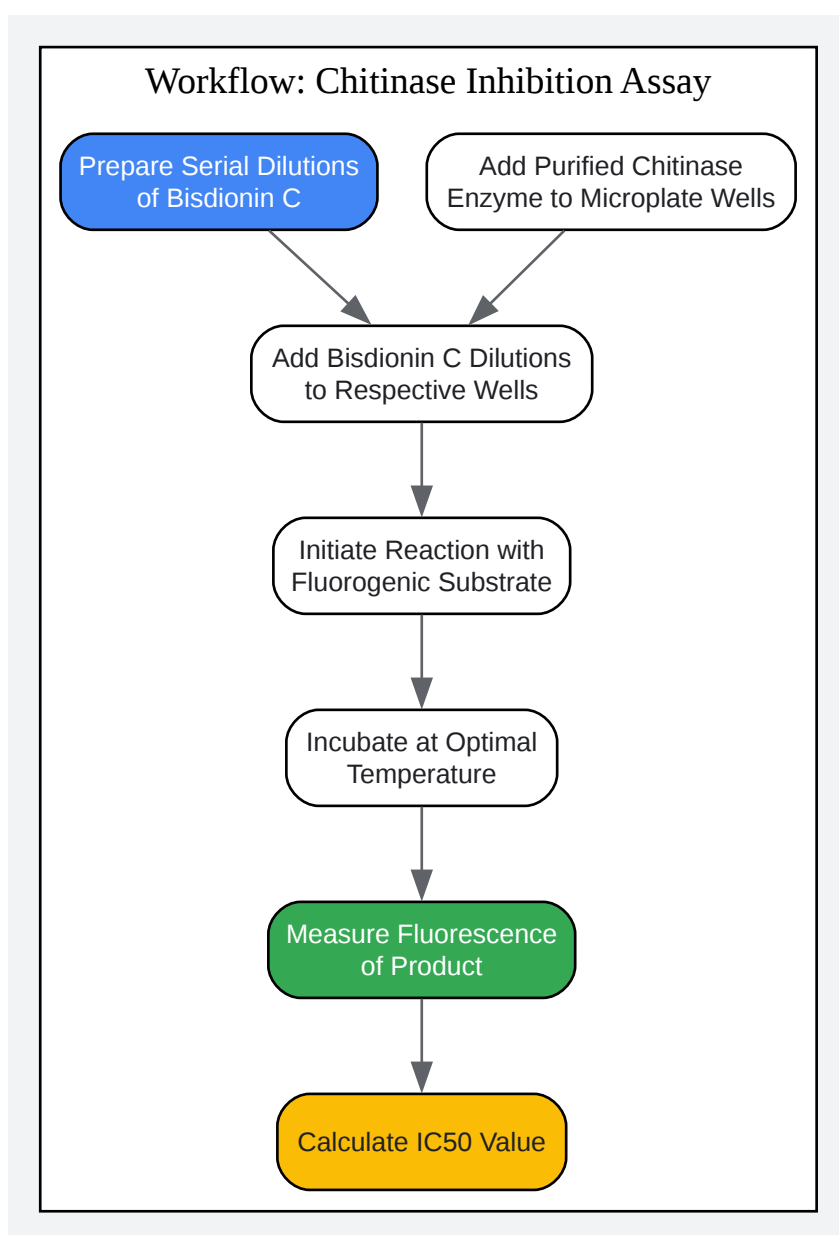 Workflow: Chitinase Inhibition Assay
Prepare Serial Dilutions
of Bisdionin C
Add Purified Chitinase
Enzyme to Microplate Wells
Add Bisdionin C Dilutions
to Respective Wells
Initiate Reaction with
Fluorogenic Substrate
Incubate at Optimal
Temperature
Measure Fluorescence
of Product
Calculate IC50 Value